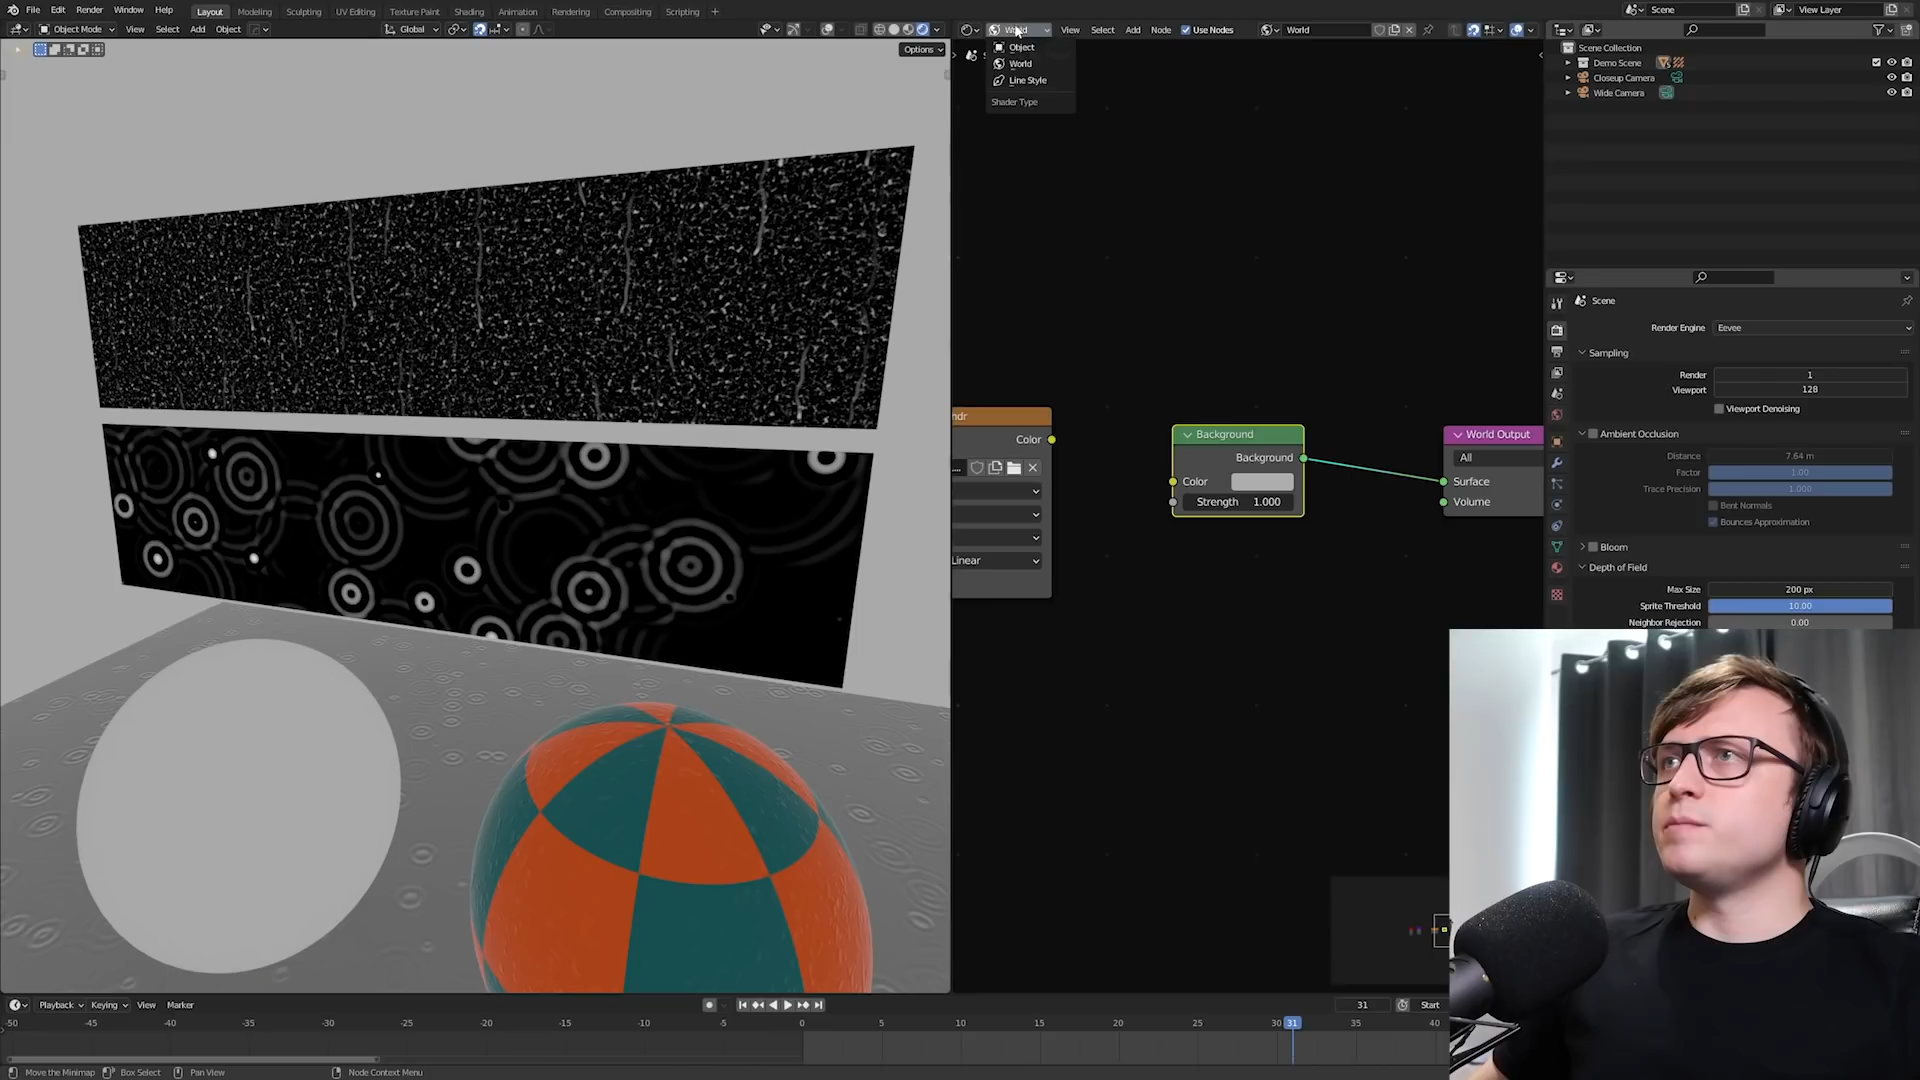 File Edit Render Window Help Layout Modeling Sculpting UV Editing Texture Paint Shading Animation Rendering Compositing Scripting + Scene View Layer
Object Mode View Select Add Object Global World View Select Add Node Use Nodes World
Options
Object
World
Line Style
Shader Type
Scene Collection
Demo Scene
Closeup Camera
Wide Camera
Scene
Render Engine Eevee
Sampling
Render 1
Viewport 128
Viewport Denoising
Ambient Occlusion
Distance 7.64 m
Factor 1.00
Trace Precision 1.000
Bent Normals
Bounces Approximation
Bloom
Depth of Field
Max Size 200 px
Sprite Threshold 10.00
Neighbor Rejection 0.00
Color
Linear
Background
Background
Color
Strength 1.000
World Output
All
Surface
Volume
Playback Keying View Marker 31 Start
-50 -45 -40 -35 -30 -25 -20 -15 -10 -5 0 5 10 15 20 25 30 31 35 40
Move the Minimap Box Select Pan View Node Context Menu